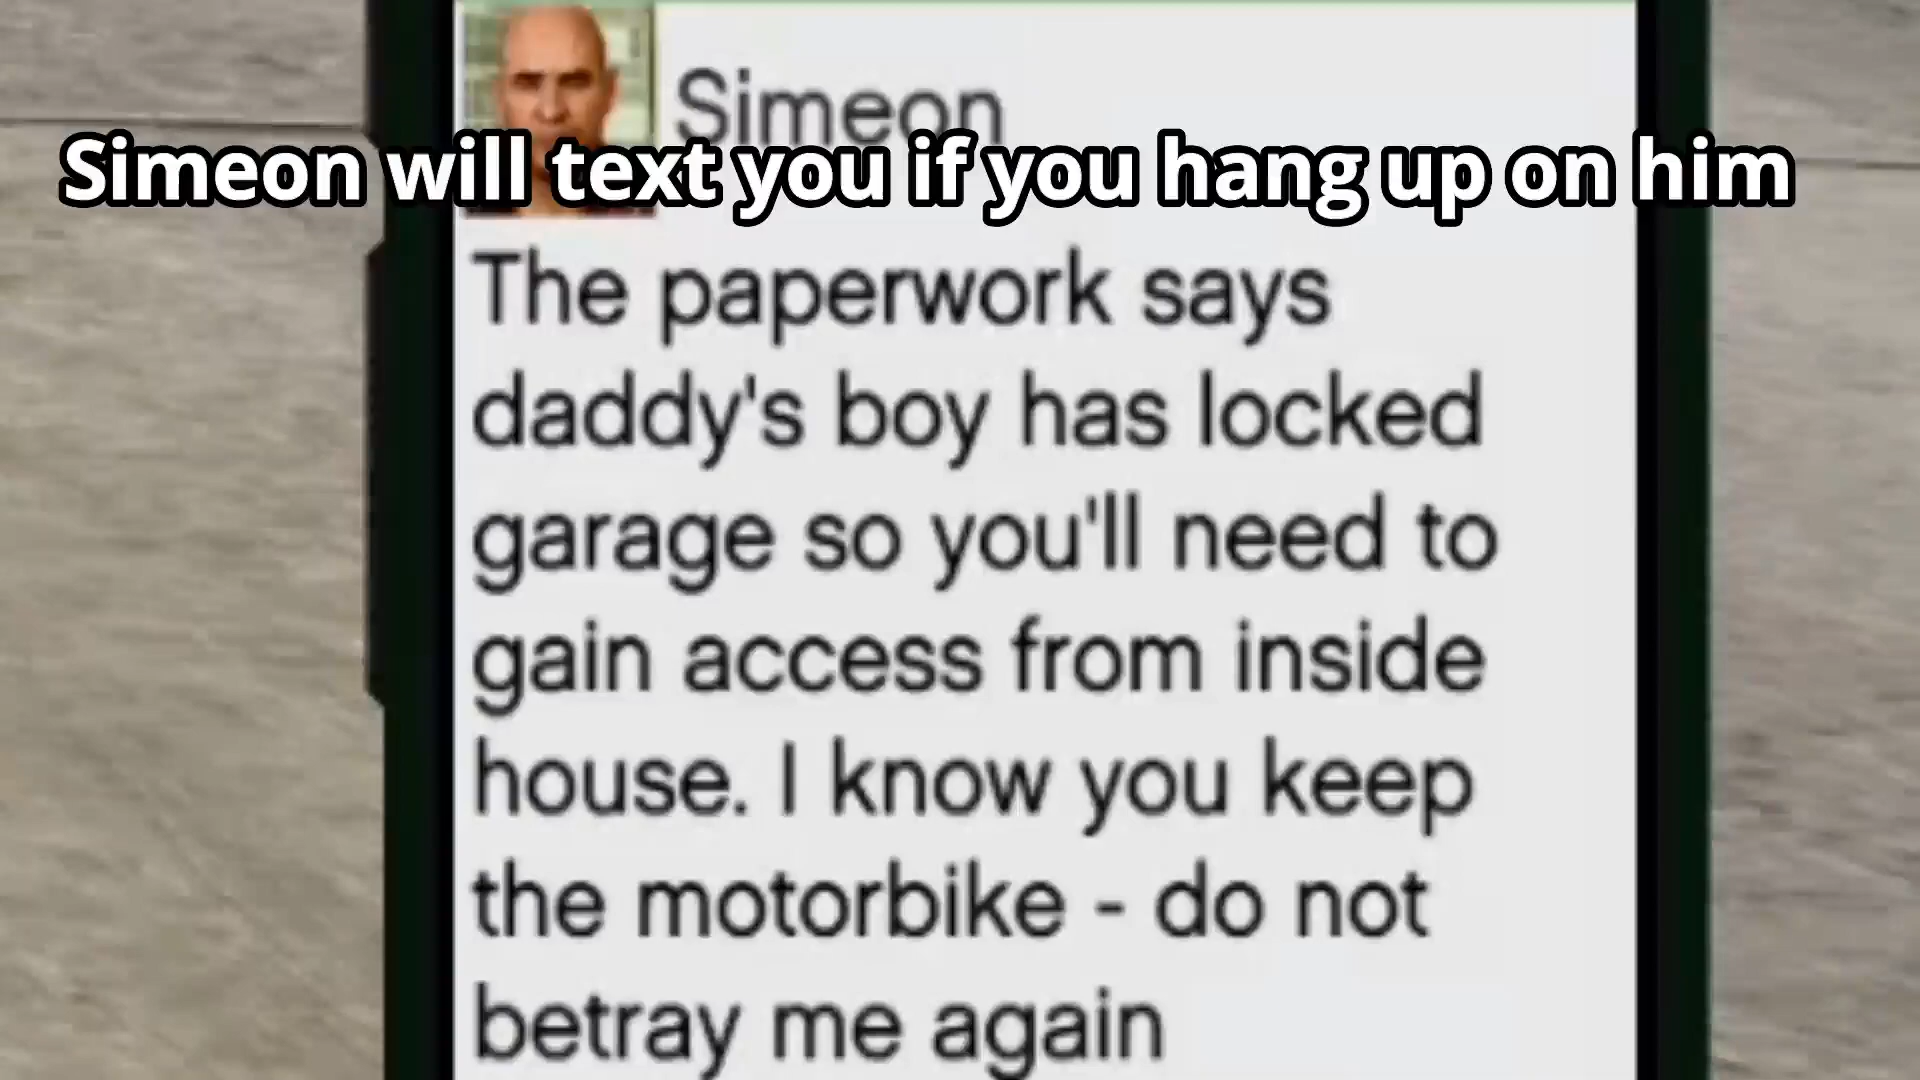 Simeon
Simeon will text you if you hang up on him
The paperwork says
daddy's boy has locked
garage so you'll need to
gain access from inside
house. I know you keep
the motorbike - do not
betray me again